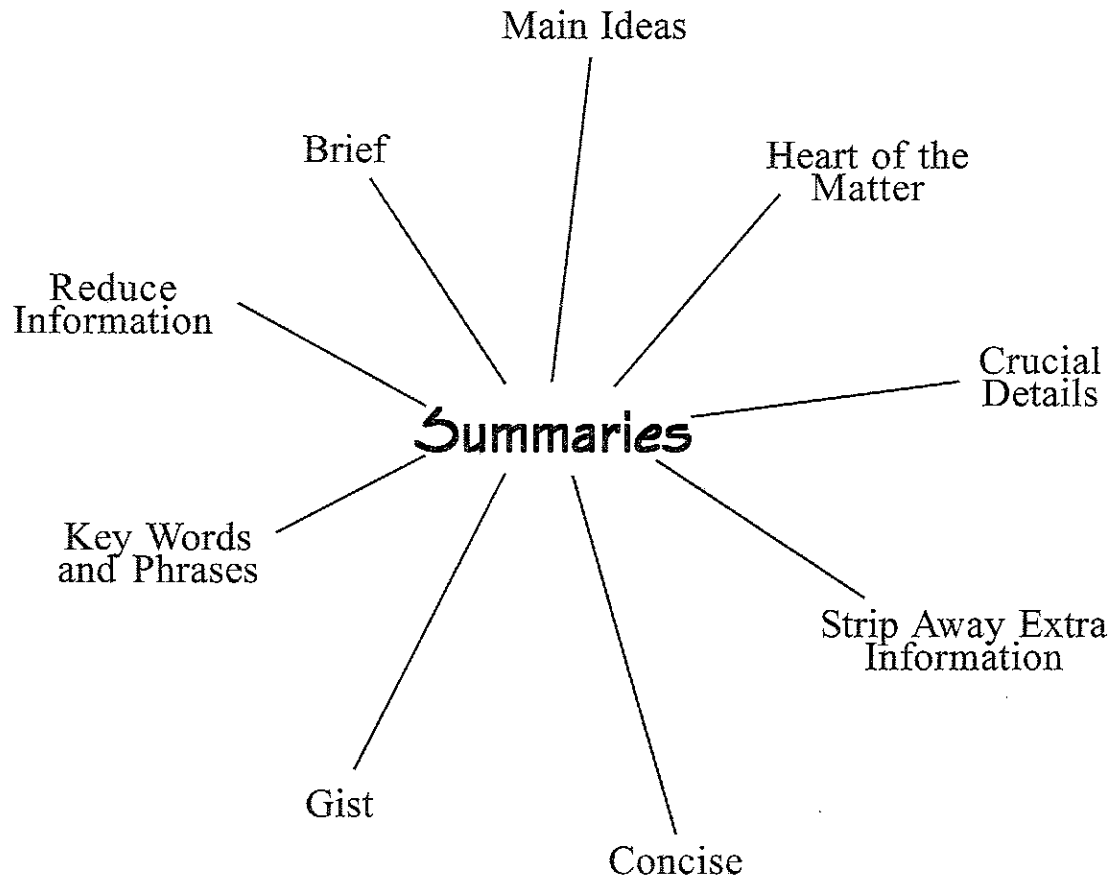 Main Ideas
Brief
Heart of the
Matter
Reduce
Information
Crucial
Details
Summaries
Key Words
and Phrases
Strip Away Extra
Information
Gist
Concise